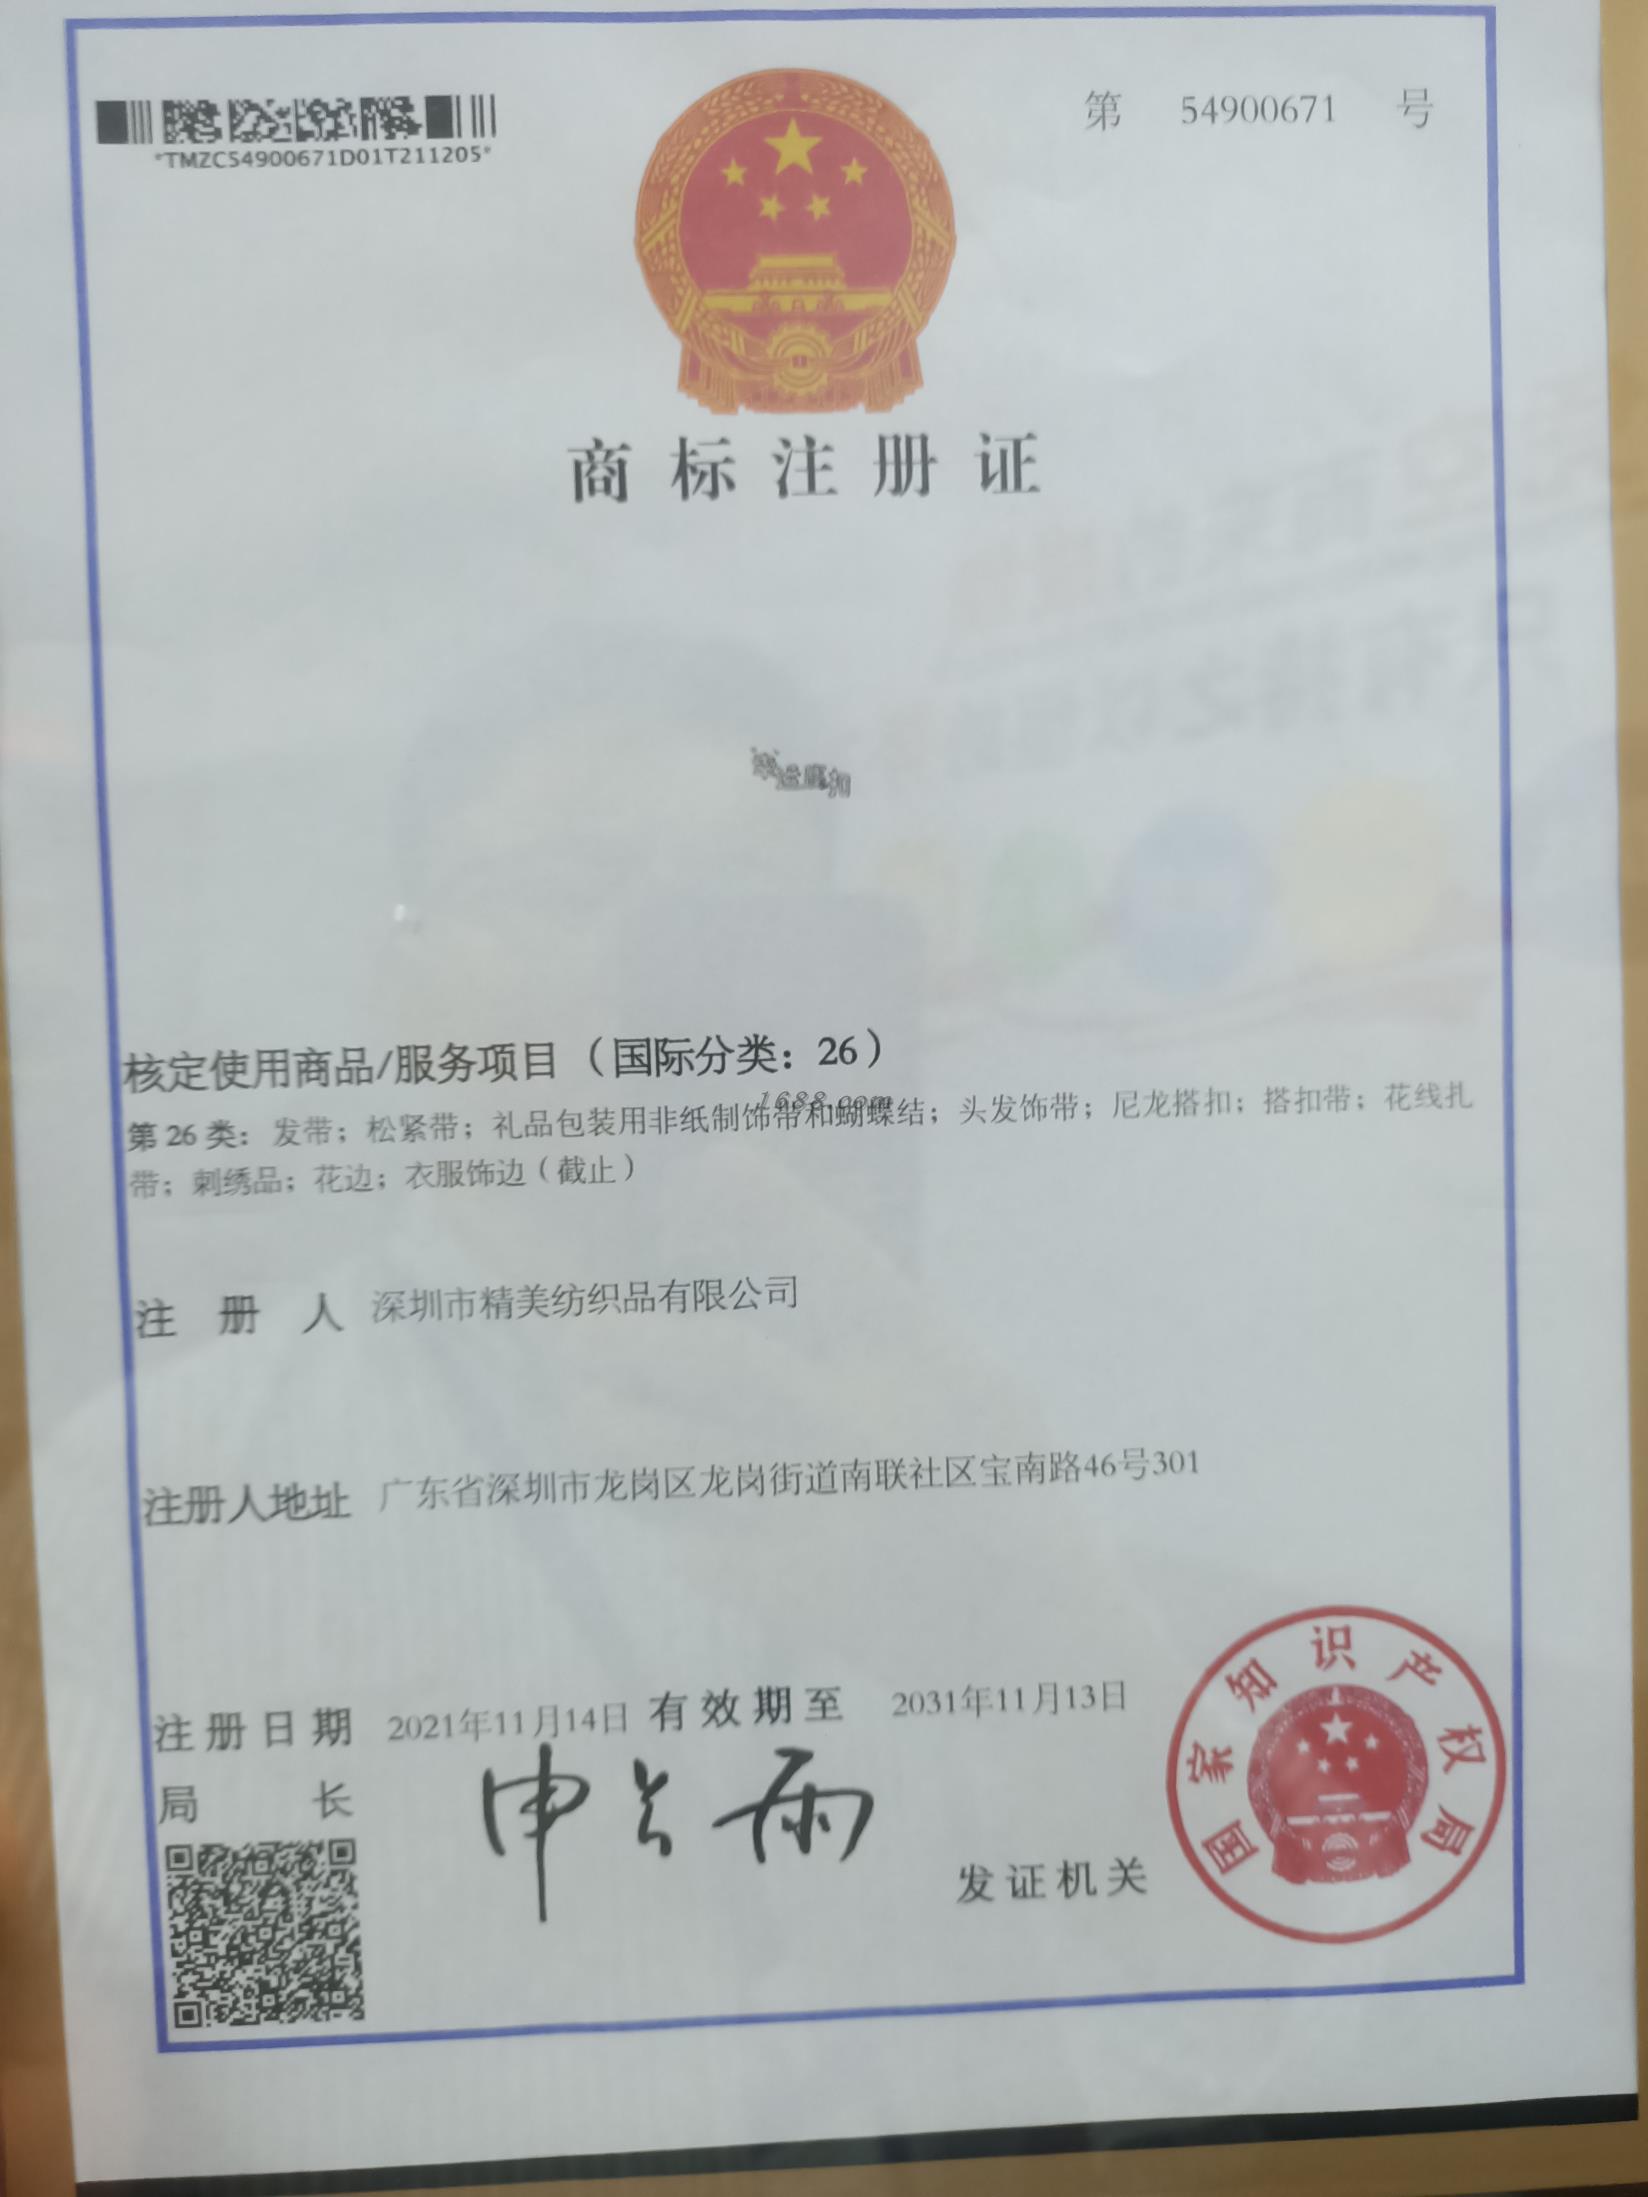 第 54900671 号
*TMZC54900671D01T211205*
商标注册证
幸运魔扣
核定使用商品/服务项目（国际分类：26）
1688.com
第 26 类：发带；松紧带；礼品包装用非纸制饰带和蝴蝶结；头发饰带；尼龙搭扣；搭扣带；花线扎
带；刺绣品；花边；衣服饰边（截止）
注册人 深圳市精美纺织品有限公司
注册人地址 广东省深圳市龙岗区龙岗街道南联社区宝南路46号301
注册日期 2021年11月14日 有效期至 2031年11月13日
局长 申长雨
发证机关
国家知识产权局